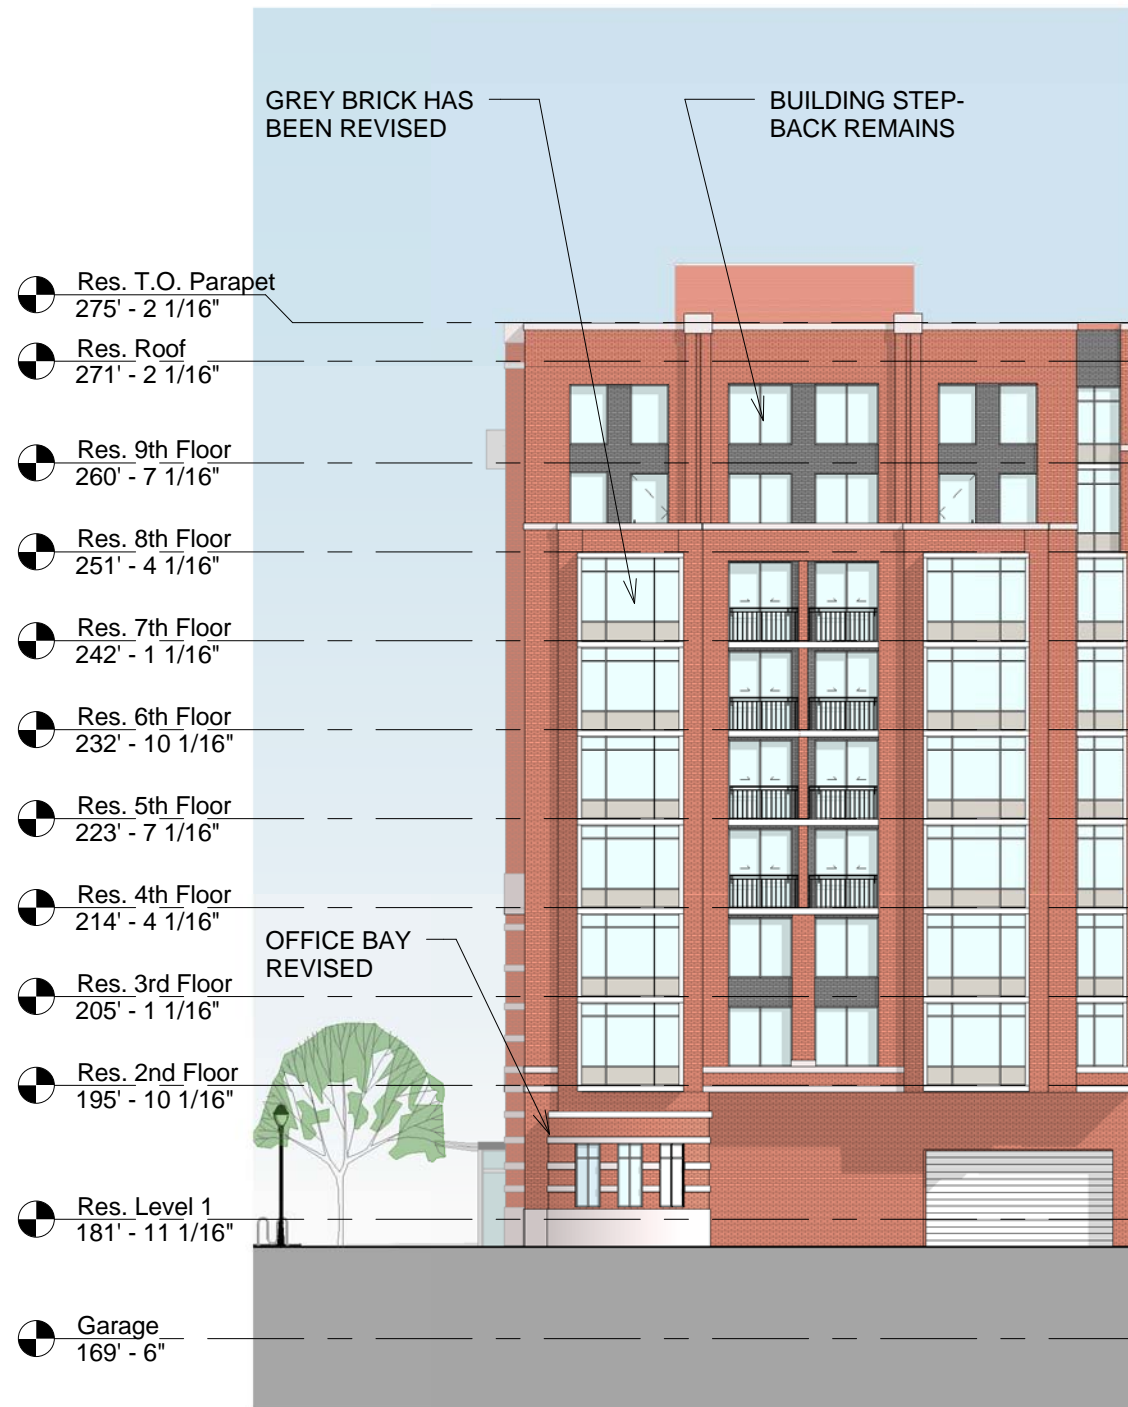 GREY BRICK HAS
BEEN REVISED
BUILDING STEP-
BACK REMAINS
Res. T.O. Parapet
275' - 2 1/16"
Res. Roof
271' - 2 1/16"
Res. 9th Floor
260' - 7 1/16"
Res. 8th Floor
251' - 4 1/16"
Res. 7th Floor
242' - 1 1/16"
Res. 6th Floor
232' - 10 1/16"
Res. 5th Floor
223' - 7 1/16"
Res. 4th Floor
214' - 4 1/16"
OFFICE BAY
REVISED
Res. 3rd Floor
205' - 1 1/16"
Res. 2nd Floor
195' - 10 1/16"
Res. Level 1
181' - 11 1/16"
Garage
169' - 6"